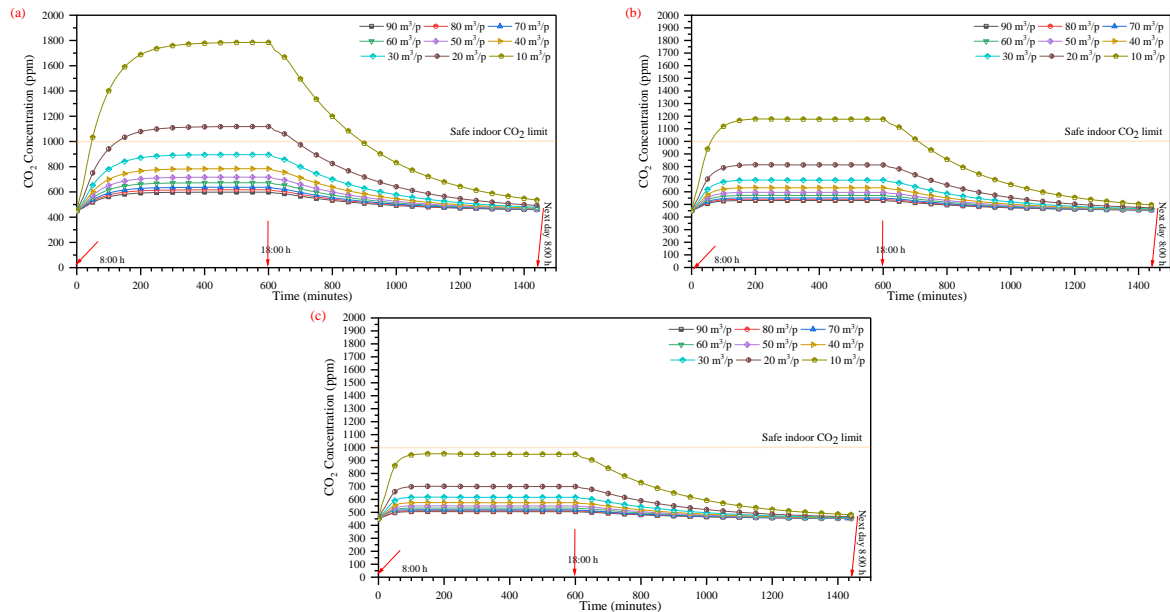 (a)
90 m³/p 80 m³/p 70 m³/p
60 m³/p 50 m³/p 40 m³/p
30 m³/p 20 m³/p 10 m³/p
2000
1800
1600
1400
1200
1000
800
600
400
200
0
CO₂ Concentration (ppm)
Safe indoor CO₂ limit
8:00 h
18:00 h
Next day 8:00 h
0 200 400 600 800 1000 1200 1400
Time (minutes)
(b)
90 m³/p 80 m³/p 70 m³/p
60 m³/p 50 m³/p 40 m³/p
30 m³/p 20 m³/p 10 m³/p
2000
1900
1800
1700
1600
1500
1400
1300
1200
1100
1000
900
800
700
600
500
400
300
200
100
0
CO₂ Concentration (ppm)
Safe indoor CO₂ limit
8:00 h
18:00 h
Next day 8:00 h
0 200 400 600 800 1000 1200 1400
Time (minutes)
(c)
90 m³/p 80 m³/p 70 m³/p
60 m³/p 50 m³/p 40 m³/p
30 m³/p 20 m³/p 10 m³/p
2000
1900
1800
1700
1600
1500
1400
1300
1200
1100
1000
900
800
700
600
500
400
300
200
100
0
CO₂ Concentration (ppm)
Safe indoor CO₂ limit
8:00 h
18:00 h
Next day 8:00 h
0 200 400 600 800 1000 1200 1400
Time (minutes)